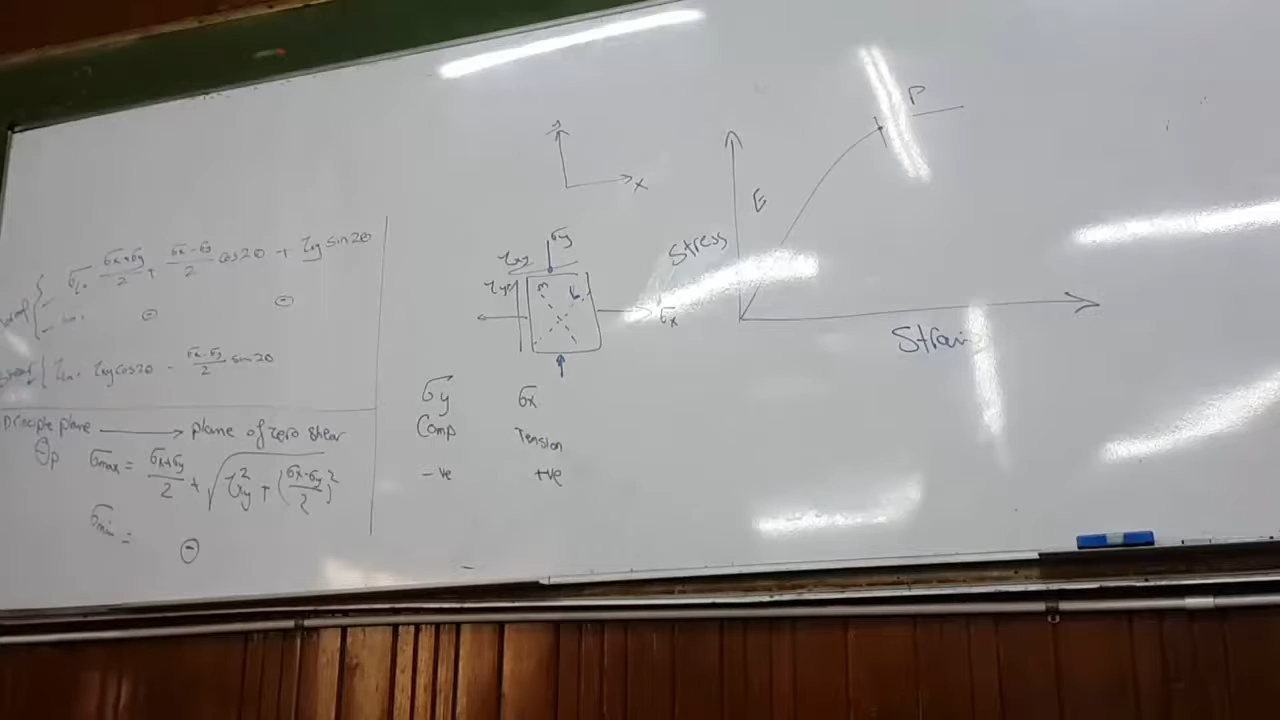 σx+σy/2 + σx-σy/2 cos2θ + τxy sin2θ
⊖ ⊖
τxy cos2θ - σx-σy/2 sin2θ
principle plane → plane of zero shear
θp σmax = σx+σy/2 + √τ²xy + (σx-σy/2)²
σmin = ⊖
x
σy
τxy
σx
σy σx
Comp Tension
-ve +ve
Stress
E
P
Strain